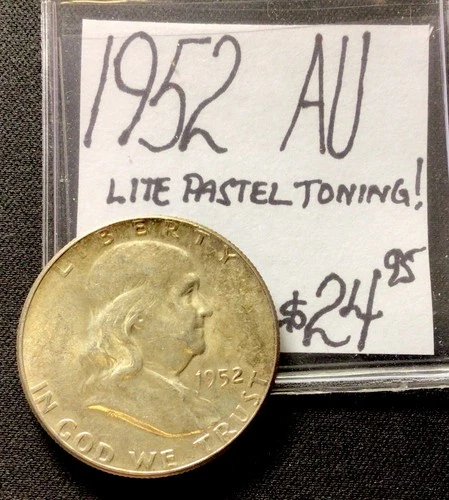 1952 AU
LITE PASTEL TONING!
$24 95
LIBERTY
1952
IN GOD WE TRUST